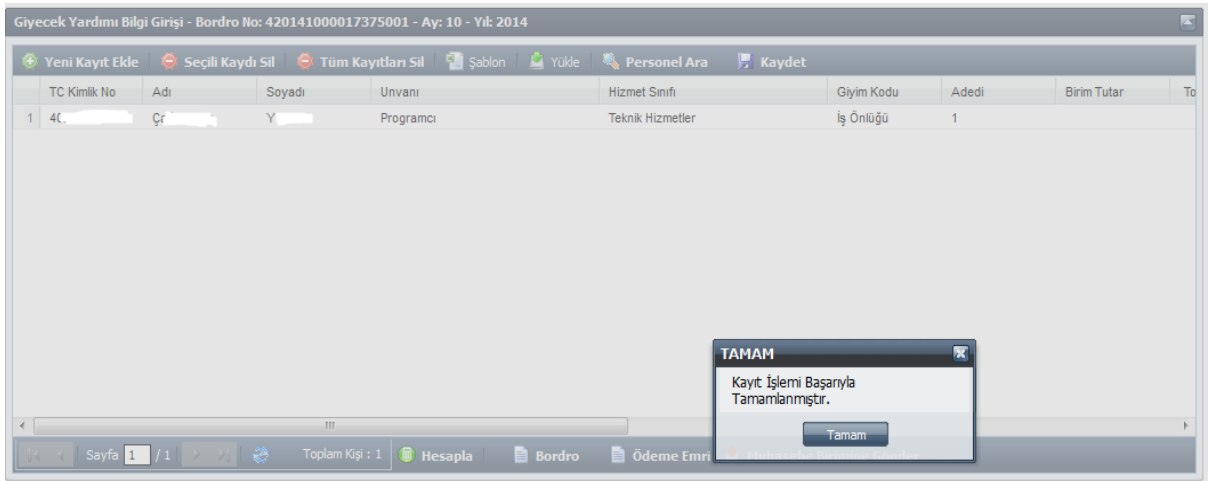 Giyecek Yardımı Bilgi Girişi - Bordro No: 420141000017375001 - Ay: 10 - Yıl: 2014
Yeni Kayıt Ekle Seçili Kaydı Sil Tüm Kayıtları Sil Şablon Yükle Personel Ara Kaydet
TC Kimlik No Adı Soyadı Unvanı Hizmet Sınıfı Giyim Kodu Adedi Birim Tutar To
1 Programcı Teknik Hizmetler İş Önlüğü 1
TAMAM
Kayıt İşlemi Başarıyla
Tamamlanmıştır.
Tamam
Sayfa 1 / 1 Toplam Kişi : 1 Hesapla Bordro Ödeme Emri